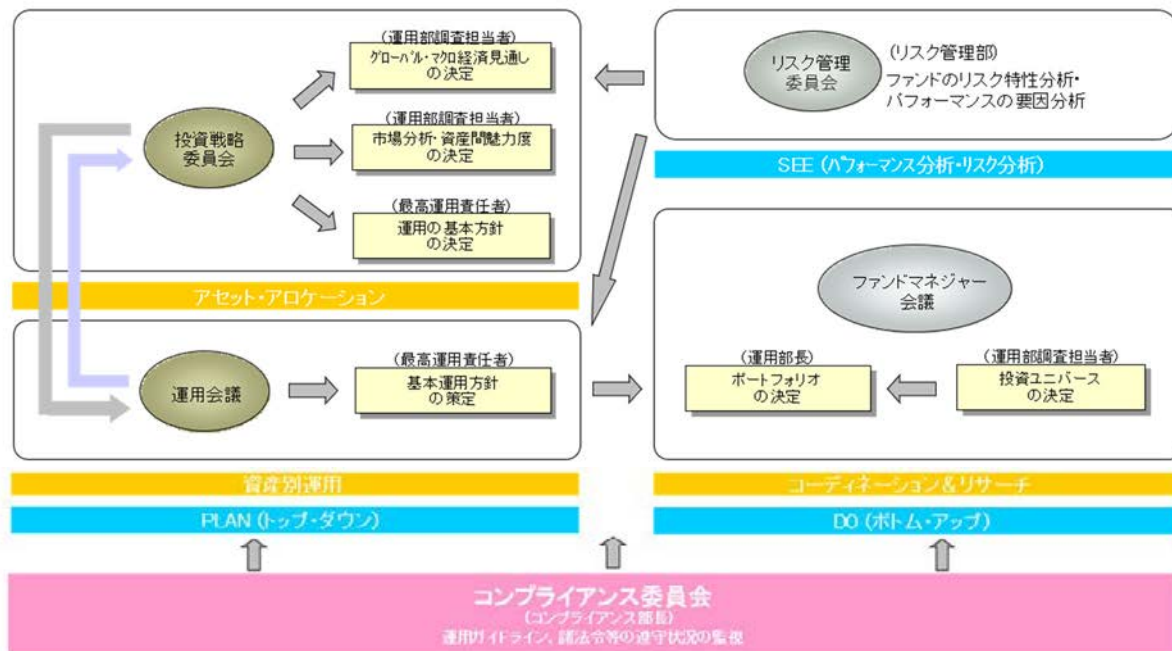 (運用部調査担当者)
グローバル・マクロ経済見通し
の決定
投資戦略
委員会
(運用部調査担当者)
市場分析・資産間魅力度
の決定
(最高運用責任者)
運用の基本方針
の決定
アセット・アロケーション
リスク管理
委員会
(リスク管理部)
ファンドのリスク特性分析・
パフォーマンスの要因分析
SEE (パフォーマンス分析・リスク分析)
運用会議
(最高運用責任者)
基本運用方針
の策定
資産別運用
PLAN (トップ・ダウン)
ファンドマネジャー
会議
(運用部長)
ポートフォリオ
の決定
(運用部調査担当者)
投資ユニバース
の決定
コーディネーション&リサーチ
DO (ボトム・アップ)
コンプライアンス委員会
(コンプライアンス部長)
運用ガイドライン、諸法令等の遵守状況の監視